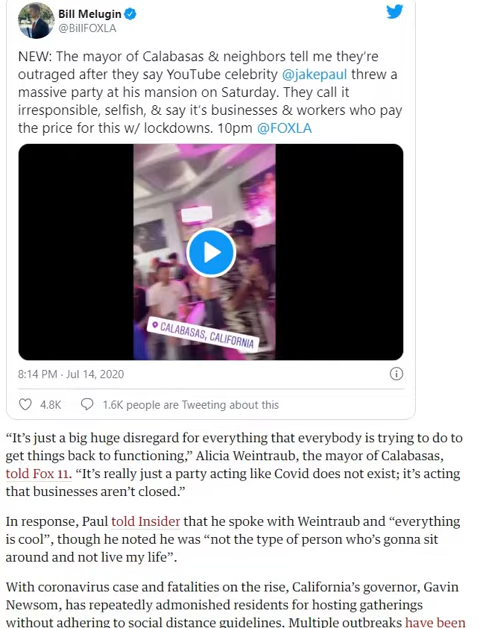 Bill Melugin
@BillFOXLA
NEW: The mayor of Calabasas & neighbors tell me they're
outraged after they say YouTube celebrity @jakepaul threw a
massive party at his mansion on Saturday. They call it
irresponsible, selfish, & say it's businesses & workers who pay
the price for this w/ lockdowns. 10pm @FOXLA
CALABASAS, CALIFORNIA
8:14 PM · Jul 14, 2020
4.8K 1.6K people are Tweeting about this
“It’s just a big huge disregard for everything that everybody is trying to do to
get things back to functioning,” Alicia Weintraub, the mayor of Calabasas,
told Fox 11. “It’s really just a party acting like Covid does not exist; it’s acting
that businesses aren’t closed.”
In response, Paul told Insider that he spoke with Weintraub and “everything
is cool”, though he noted he was “not the type of person who’s gonna sit
around and not live my life”.
With coronavirus case and fatalities on the rise, California’s governor, Gavin
Newsom, has repeatedly admonished residents for hosting gatherings
without adhering to social distance guidelines. Multiple outbreaks have been